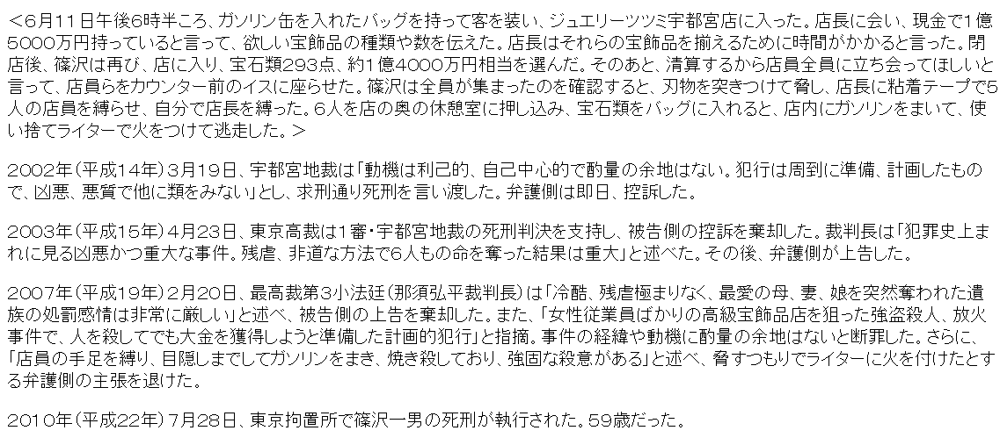 ＜６月１１日午後６時半ころ、ガソリン缶を入れたバッグを持って客を装い、ジュエリーツツミ宇都宮店に入った。店長に会い、現金で１億
５０００万円持っていると言って、欲しい宝飾品の種類や数を伝えた。店長はそれらの宝飾品を揃えるために時間がかかると言った。閉
店後、篠沢は再び、店に入り、宝石類２９３点、約１億４０００万円相当を選んだ。そのあと、清算するから店員全員に立ち会ってほしいと
言って、店員らをカウンター前のイスに座らせた。篠沢は全員が集まったのを確認すると、刃物を突きつけて脅し、店長に粘着テープで５
人の店員を縛らせ、自分で店長を縛った。６人を店の奥の休憩室に押し込み、宝石類をバッグに入れると、店内にガソリンをまいて、使
い捨てライターで火をつけて逃走した。＞
２００２年（平成１４年）３月１９日、宇都宮地裁は「動機は利己的、自己中心的で酌量の余地はない。犯行は周到に準備、計画したもの
で、凶悪、悪質で他に類をみない」とし、求刑通り死刑を言い渡した。弁護側は即日、控訴した。
２００３年（平成１５年）４月２３日、東京高裁は１審・宇都宮地裁の死刑判決を支持し、被告側の控訴を棄却した。裁判長は「犯罪史上ま
れに見る凶悪かつ重大な事件。残虐、非道な方法で６人もの命を奪った結果は重大」と述べた。その後、弁護側が上告した。
２００７年（平成１９年）２月２０日、最高裁第３小法廷（那須弘平裁判長）は「冷酷、残虐極まりなく、最愛の母、妻、娘を突然奪われた遺
族の処罰感情は非常に厳しい」と述べ、被告側の上告を棄却した。また、「女性従業員ばかりの高級宝飾品店を狙った強盗殺人、放火
事件で、人を殺してでも大金を獲得しようと準備した計画的犯行」と指摘。事件の経緯や動機に酌量の余地はないと断罪した。さらに、
「店員の手足を縛り、目隠しまでしてガソリンをまき、焼き殺しており、強固な殺意がある」と述べ、脅すつもりでライターに火を付けたとす
る弁護側の主張を退けた。
２０１０年（平成２２年）７月２８日、東京拘置所で篠沢一男の死刑が執行された。５９歳だった。